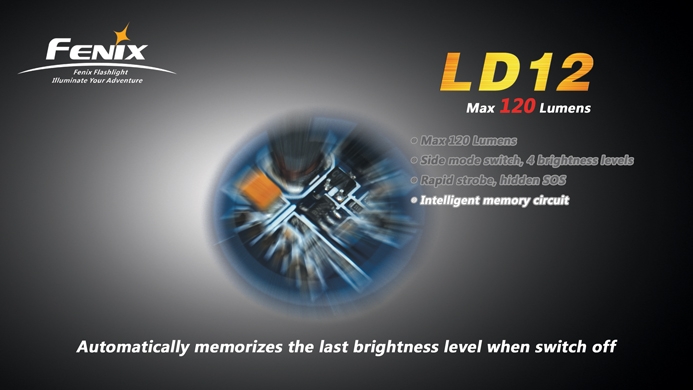 FENIX
Fenix Flashlight
Illuminate Your Adventure
LD12
Max 120 Lumens
• Max 120 Lumens
• Side mode switch, 4 brightness levels
• Rapid strobe, hidden SOS
• Intelligent memory circuit
Automatically memorizes the last brightness level when switch off